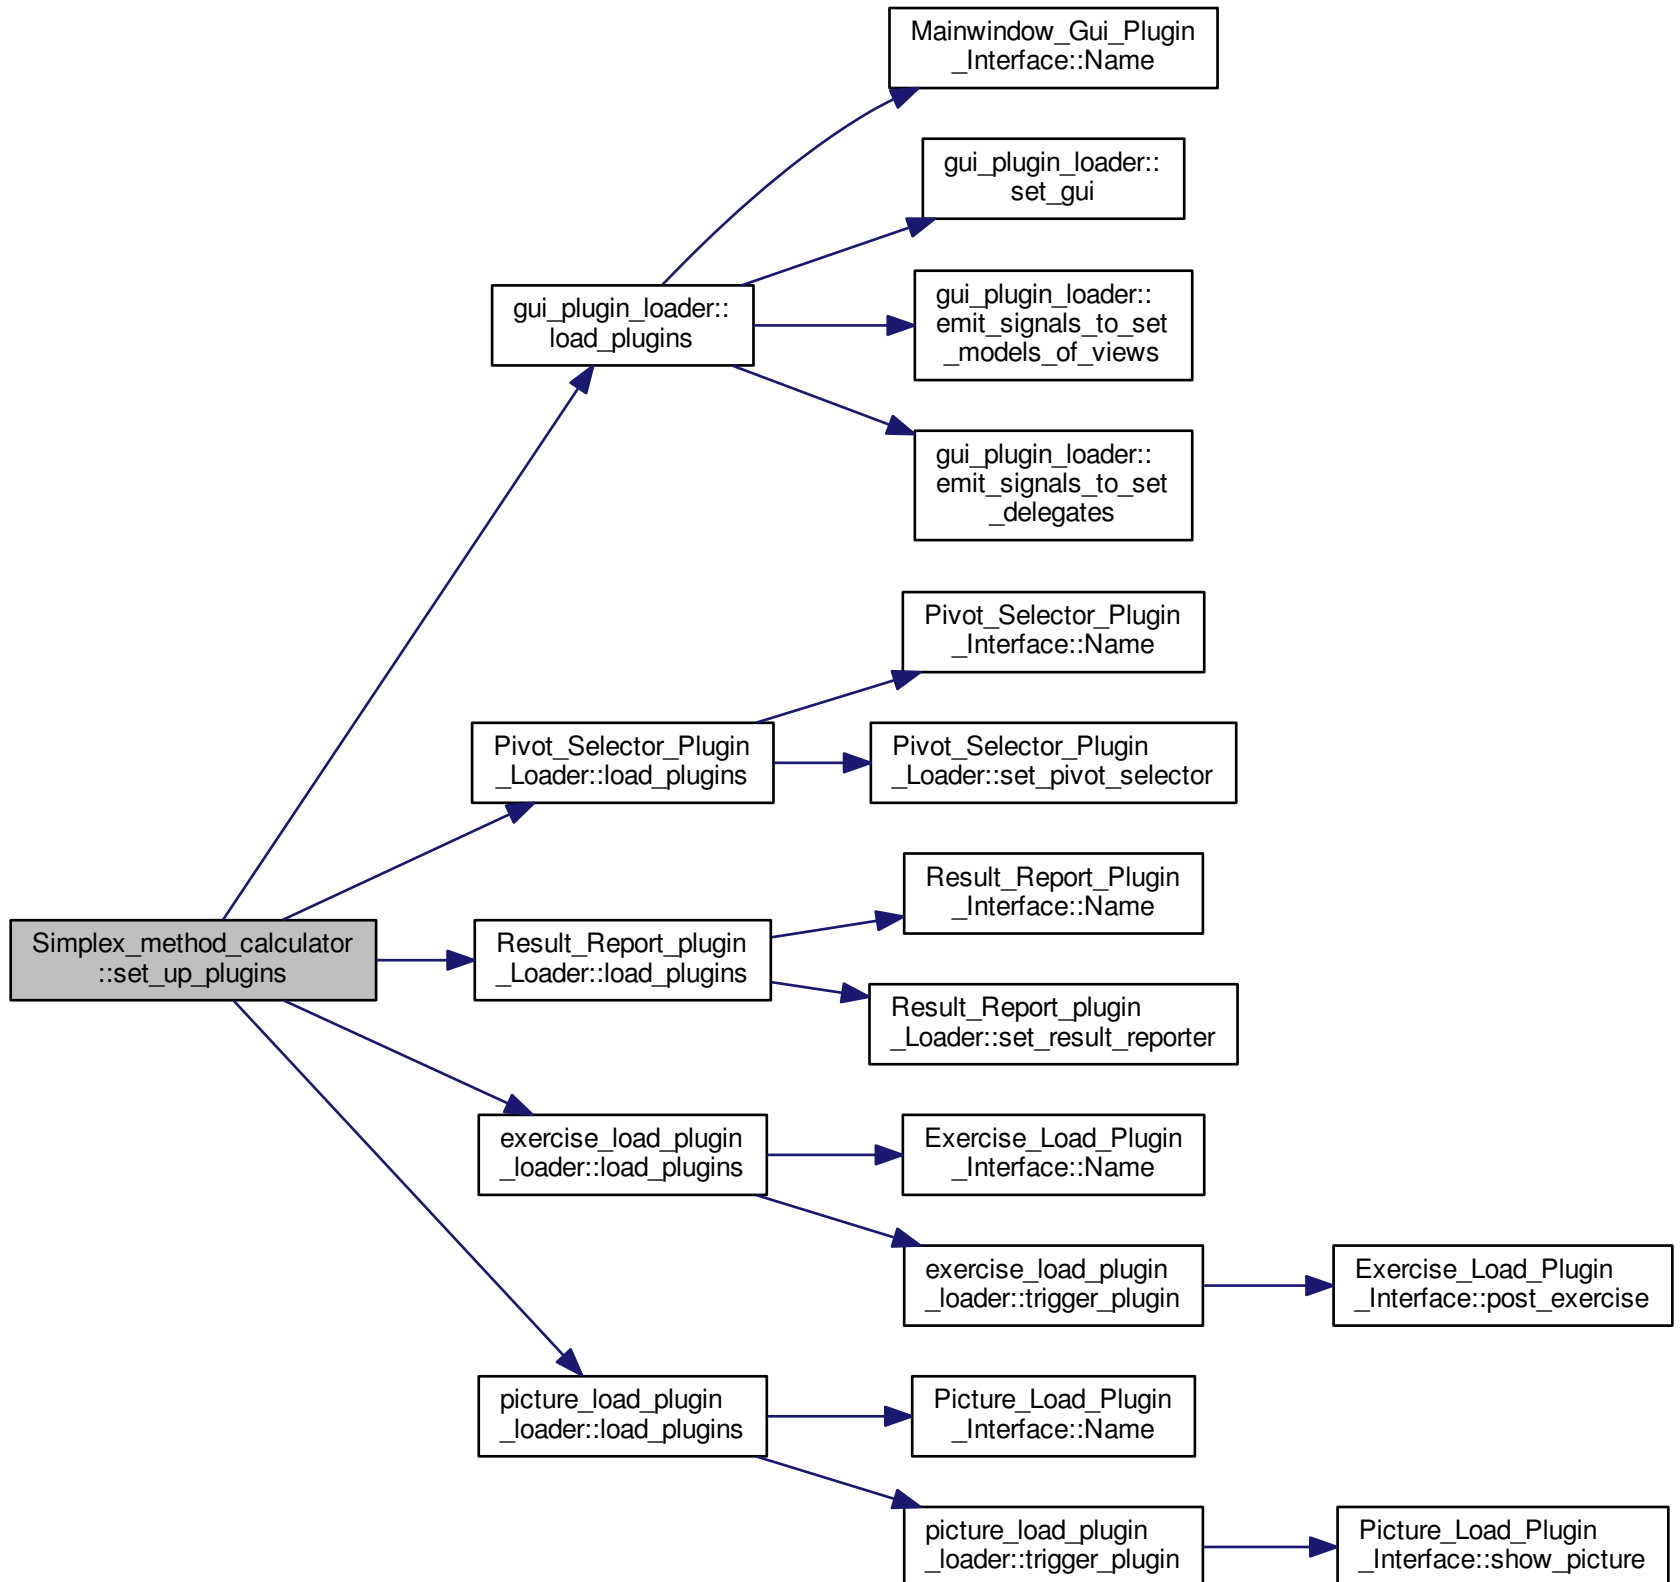 Mainwindow_Gui_Plugin
_Interface::Name
gui_plugin_loader::
set_gui
gui_plugin_loader::
load_plugins
gui_plugin_loader::
emit_signals_to_set
_models_of_views
gui_plugin_loader::
emit_signals_to_set
_delegates
Pivot_Selector_Plugin
_Interface::Name
Pivot_Selector_Plugin
_Loader::load_plugins
Pivot_Selector_Plugin
_Loader::set_pivot_selector
Result_Report_Plugin
_Interface::Name
Simplex_method_calculator
::set_up_plugins
Result_Report_plugin
_Loader::load_plugins
Result_Report_plugin
_Loader::set_result_reporter
exercise_load_plugin
_loader::load_plugins
Exercise_Load_Plugin
_Interface::Name
exercise_load_plugin
_loader::trigger_plugin
Exercise_Load_Plugin
_Interface::post_exercise
picture_load_plugin
_loader::load_plugins
Picture_Load_Plugin
_Interface::Name
picture_load_plugin
_loader::trigger_plugin
Picture_Load_Plugin
_Interface::show_picture